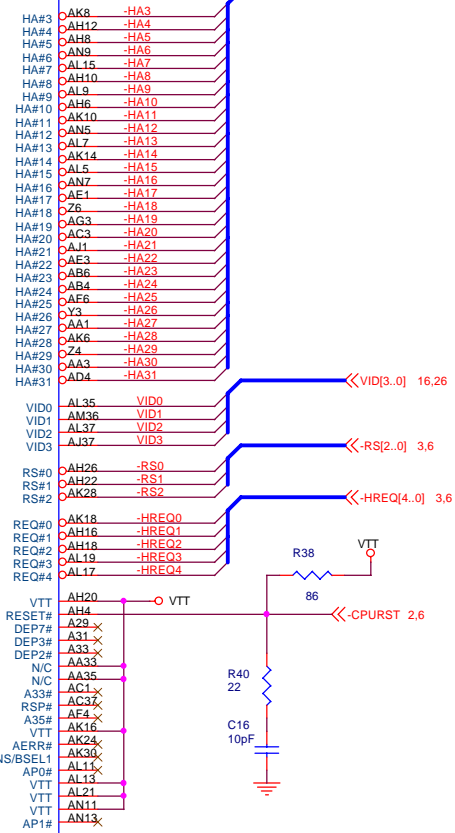 HA#3 AK8 -HA3
HA#4 AH12 -HA4
HA#5 AH8 -HA5
HA#6 AN9 -HA6
HA#7 AL15 -HA7
HA#8 AH10 -HA8
HA#9 AL9 -HA9
HA#10 AH6 -HA10
HA#11 AK10 -HA11
HA#12 AN5 -HA12
HA#13 AL7 -HA13
HA#14 AK14 -HA14
HA#15 AL5 -HA15
HA#16 AN7 -HA16
HA#17 AE1 -HA17
HA#18 Z6 -HA18
HA#19 AG3 -HA19
HA#20 AC3 -HA20
HA#21 AJ1 -HA21
HA#22 AE3 -HA22
HA#23 AB6 -HA23
HA#24 AB4 -HA24
HA#25 AF6 -HA25
HA#26 Y3 -HA26
HA#27 AA1 -HA27
HA#28 AK6 -HA28
HA#29 Z4 -HA29
HA#30 AA3 -HA30
HA#31 AD4 -HA31
VID[3..0] 16,26
VID0 AL35 VID0
VID1 AM36 VID1
VID2 AL37 VID2
VID3 AJ37 VID3
-RS[2..0] 3,6
RS#0 AH26 -RS0
RS#1 AH22 -RS1
RS#2 AK28 -RS2
-HREQ[4..0] 3,6
REQ#0 AK18 -HREQ0
REQ#1 AH16 -HREQ1
REQ#2 AH18 -HREQ2
REQ#3 AL19 -HREQ3
REQ#4 AL17 -HREQ4
R38
VTT
86
VTT AH20 VTT
RESET# AH4
-CPURST 2,6
DEP7# A29
DEP3# A31
DEP2# A33
N/C AA33
N/C AA35
A33# AC1
RSP# AC37
A35# AF4
VTT AK16
AERR# AK24
NS/BSEL1 AK30
AP0# AL11
VTT AL13
VTT AL21
VTT AN11
AP1# AN13
R40
22
C16
10pF